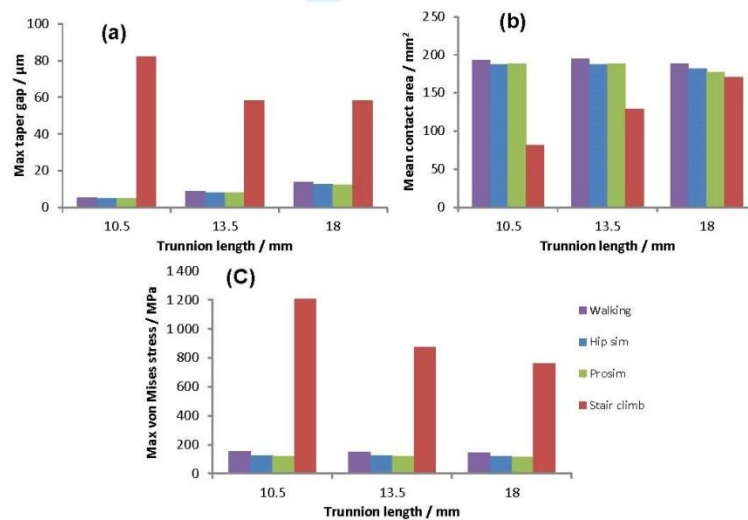 (a)
Max taper gap / µm
100
80
60
40
20
0
10.5 13.5 18
Trunnion length / mm
(b)
Mean contact area / mm²
250
200
150
100
50
0
10.5 13.5 18
Trunnion length / mm
(C)
Max von Mises stress / MPa
1 400
1 200
1 000
800
600
400
200
0
10.5 13.5 18
Trunnion length / mm
Walking
Hip sim
Prosim
Stair climb